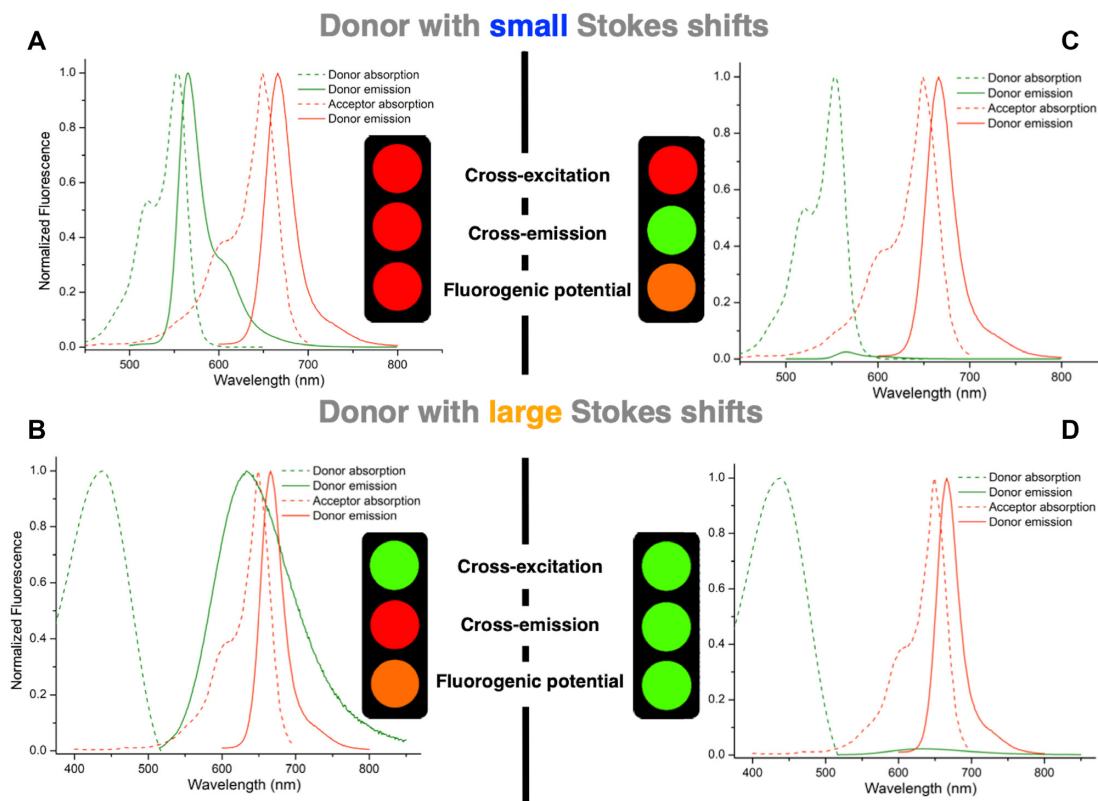 Donor with small Stokes shifts
A
C
Donor absorption
Donor emission
Acceptor absorption
Donor emission
1.0
0.8
0.6
0.4
0.2
0.0
Normalized Fluorescence
500
600
700
800
Wavelength (nm)
Cross-excitation
Cross-emission
Fluorogenic potential
Donor absorption
Donor emission
Acceptor absorption
Donor emission
1.0
0.8
0.6
0.4
0.2
0.0
500
600
700
800
Wavelength (nm)
Donor with large Stokes shifts
B
D
Donor absorption
Donor emission
Acceptor absorption
Donor emission
1.0
0.8
0.6
0.4
0.2
0.0
Normalized Fluorescence
400
500
600
700
800
Wavelength (nm)
Cross-excitation
Cross-emission
Fluorogenic potential
Donor absorption
Donor emission
Acceptor absorption
Donor emission
1.0
0.8
0.6
0.4
0.2
0.0
400
500
600
700
800
Wavelength (nm)